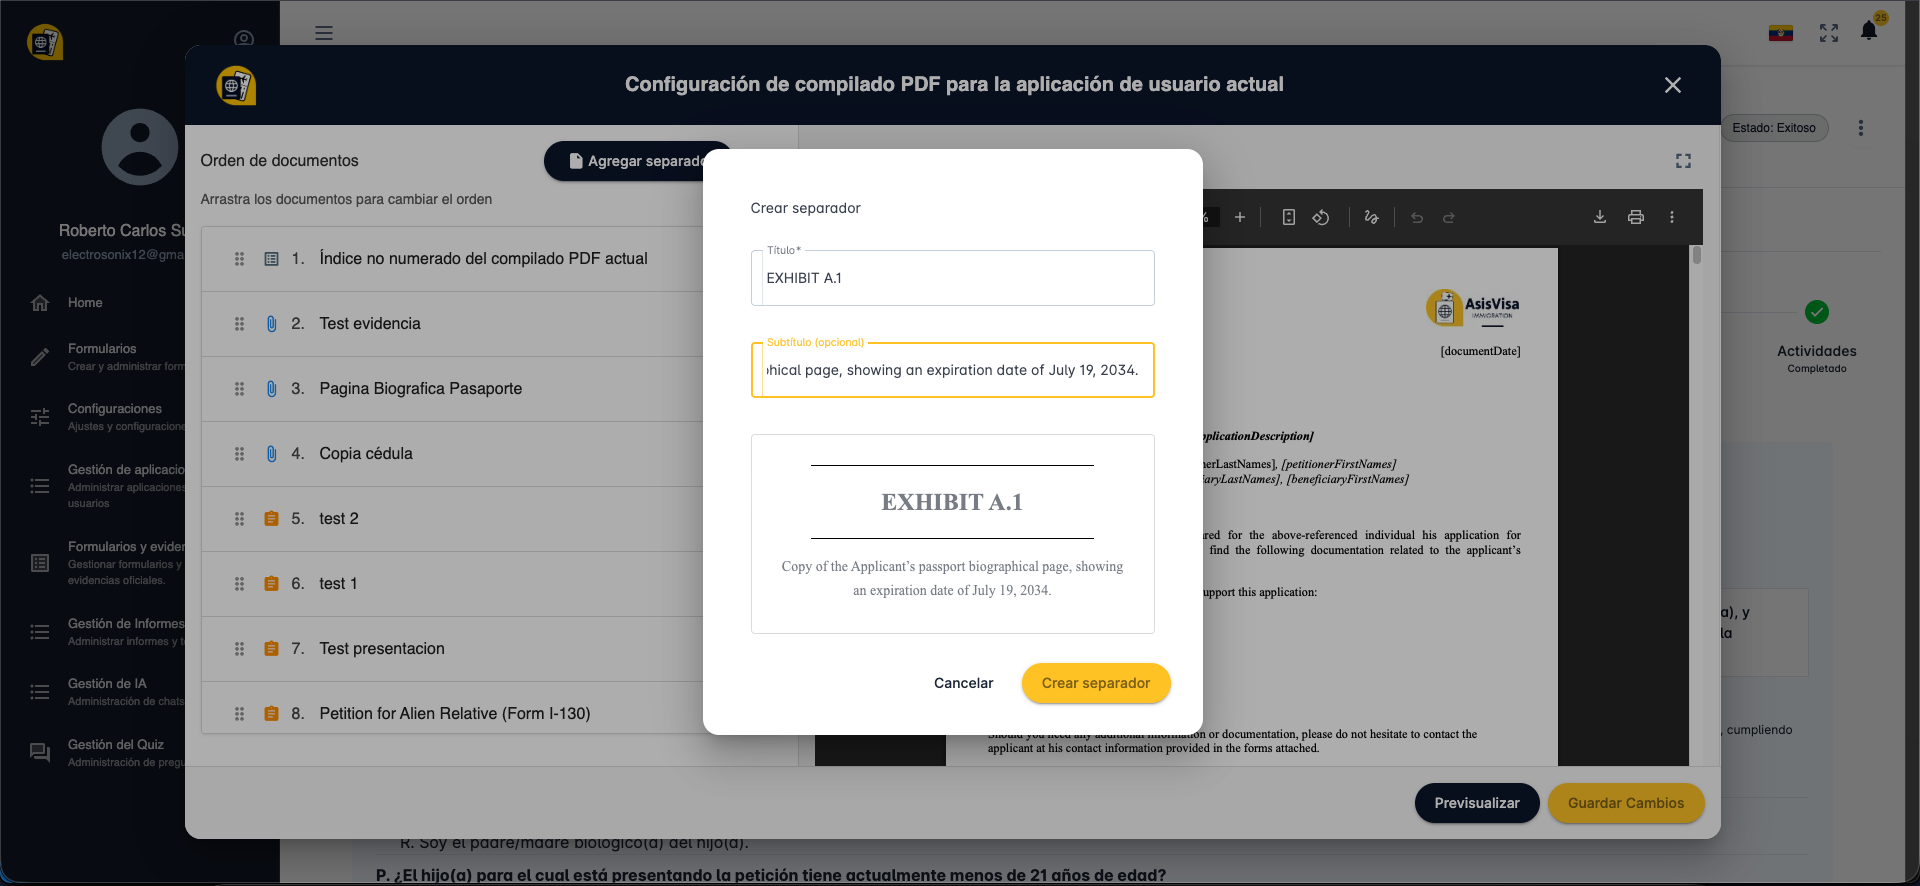 25
Configuración de compilado PDF para la aplicación de usuario actual
Estado: Exitoso
Orden de documentos
Agregar separado
Arrastra los documentos para cambiar el orden
Roberto Carlos
electrosonix12@gma
1. Índice no numerado del compilado PDF actual
2. Test evidencia
3. Pagina Biografica Pasaporte
4. Copia cédula
5. test 2
6. test 1
7. Test presentacion
8. Petition for Alien Relative (Form I-130)
Home
Formularios
Crear y administrar form
Configuraciones
Ajustes y configuracione
Gestión de aplicacio
Administrar aplicaciones
usuarios
Formularios y eviden
Gestionar formularios y
evidencias oficiales.
Gestión de Informes
Administrar informes y
Gestión de IA
Administración de chats
Gestión del Quiz
Administración de pregu
Crear separador
Título*
EXHIBIT A.1
Subtítulo (opcional)
phical page, showing an expiration date of July 19, 2034.
EXHIBIT A.1
Copy of the Applicant’s passport biographical page, showing
an expiration date of July 19, 2034.
Cancelar
Crear separador
%
AsisVisa
IMMIGRATION
[documentDate]
pplicationDescription]
nerLastNames], [petitionerFirstNames]
iaryLastNames], [beneficiaryFirstNames]
red for the above-referenced individual his application for
find the following documentation related to the applicant’s
upport this application:
Should you need any additional information or documentation, please do not hesitate to contact the
applicant at his contact information provided in the forms attached.
Actividades
Completado
a), y
la
, cumpliendo
Previsualizar
Guardar Cambios
R. Soy el padre/madre biológico(a) del hijo(a).
P. ¿El hijo(a) para el cual está presentando la petición tiene actualmente menos de 21 años de edad?